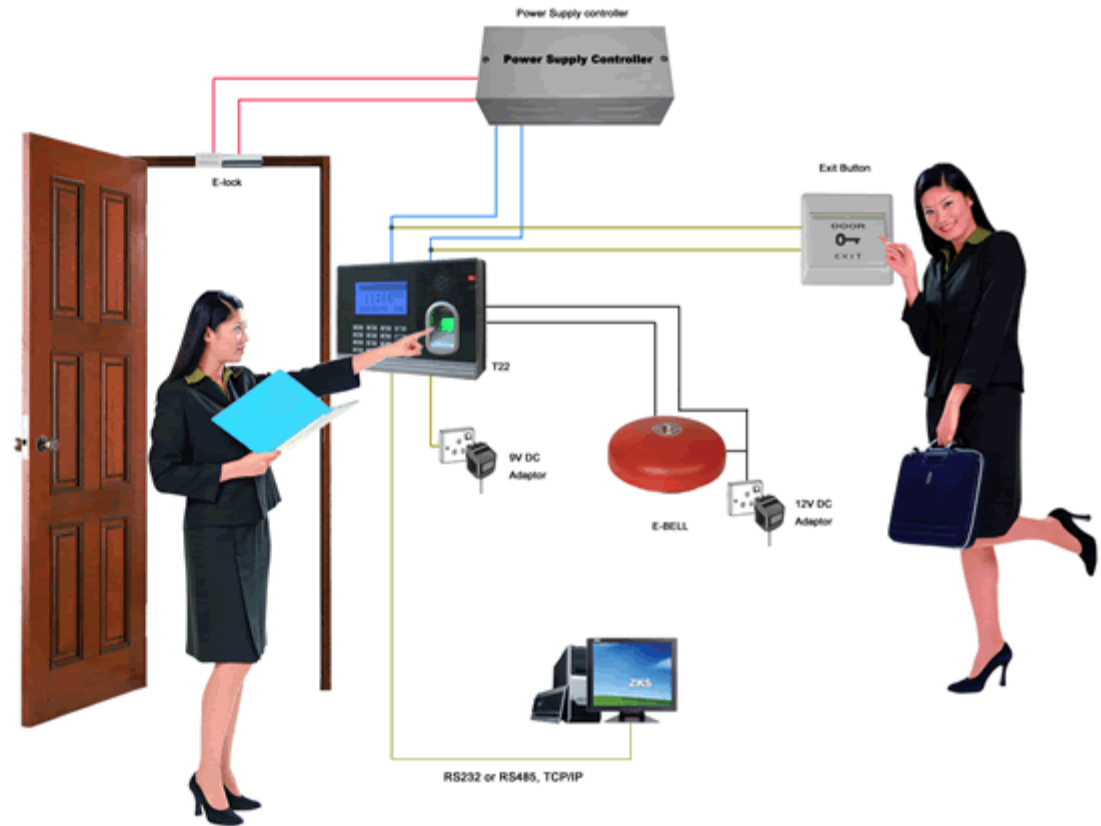 Power Supply controller
Power Supply Controller
E-lock
Exit Button
DOOR
EXIT
T22
9V DC
Adaptor
12V DC
Adaptor
E-BELL
ZKS
RS232 or RS485, TCP/IP